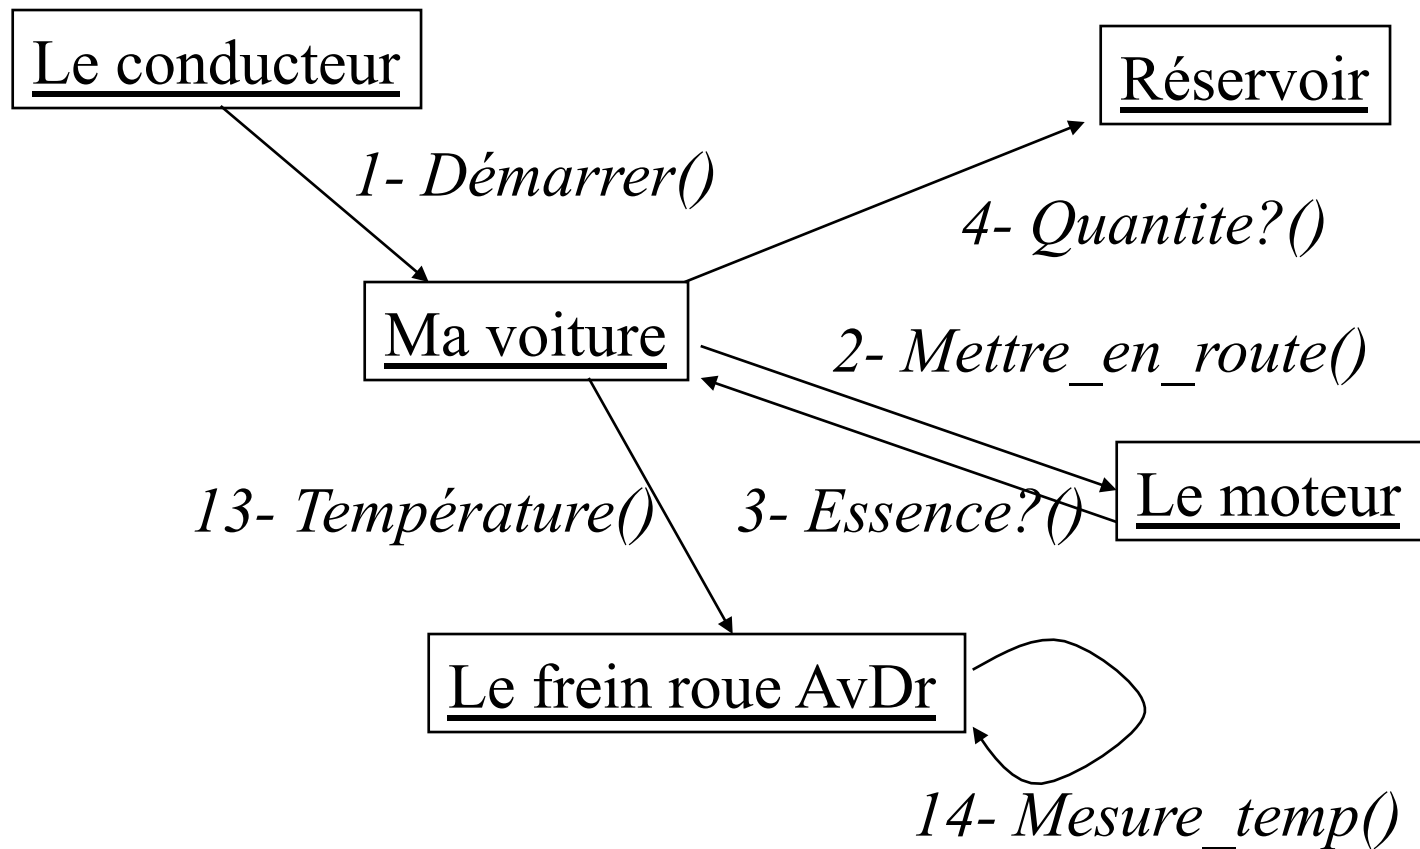 Le conducteur
Réservoir
1- Démarrer()
4- Quantite?()
Ma voiture
2- Mettre_en_route()
13- Température()
3- Essence?()
Le moteur
Le frein roue AvDr
14- Mesure_temp()